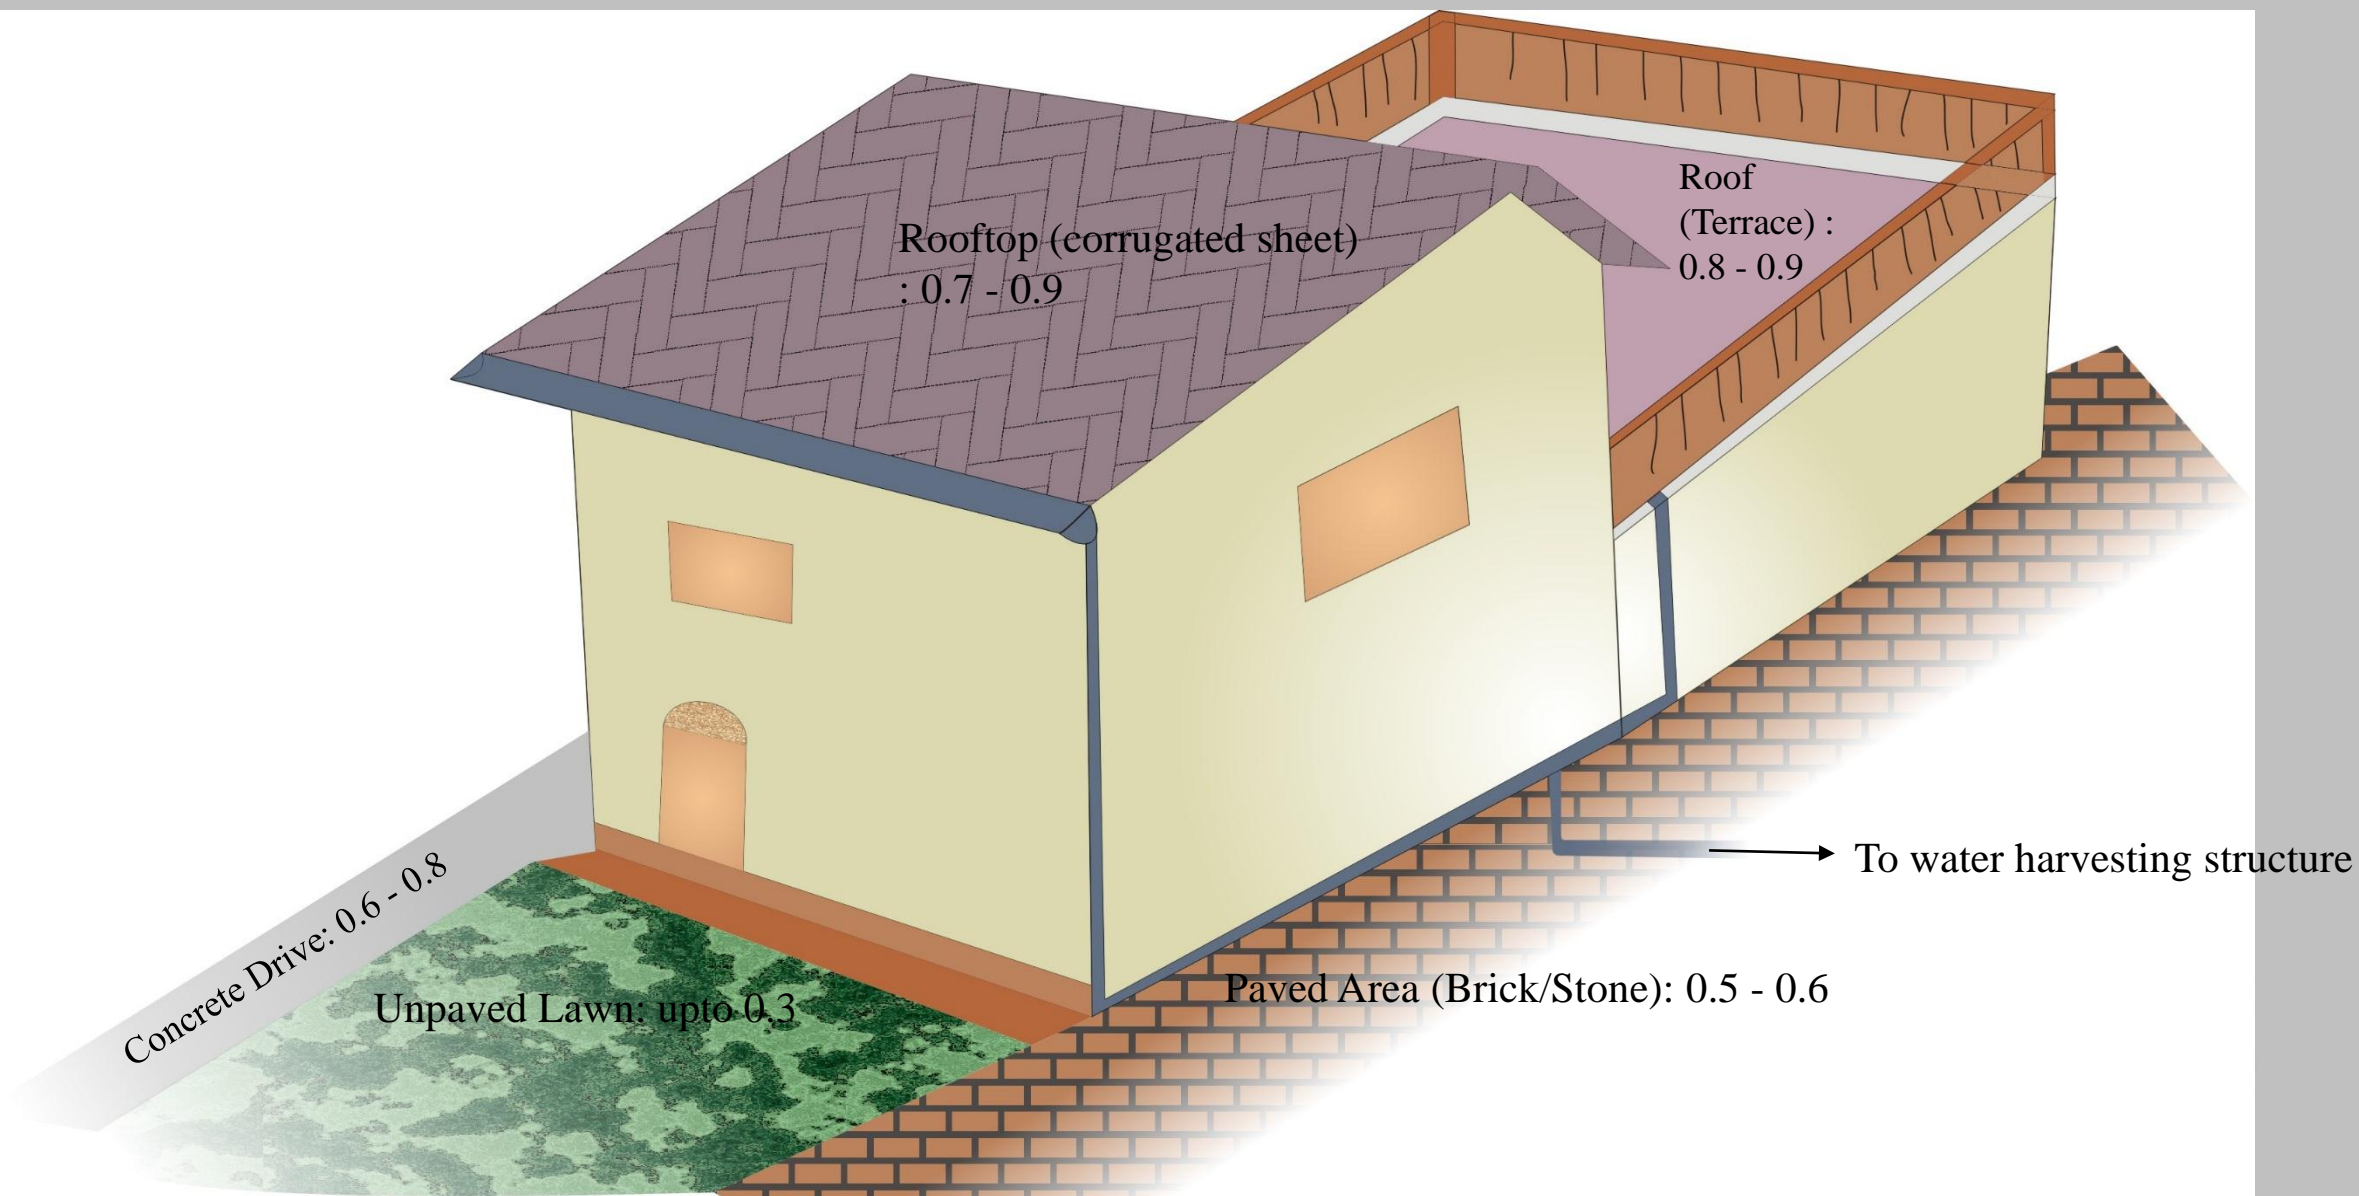 Rooftop (corrugated sheet)
: 0.7 - 0.9
Roof
(Terrace) :
0.8 - 0.9
To water harvesting structure
Concrete Drive: 0.6 - 0.8
Unpaved Lawn: upto 0.3
Paved Area (Brick/Stone): 0.5 - 0.6